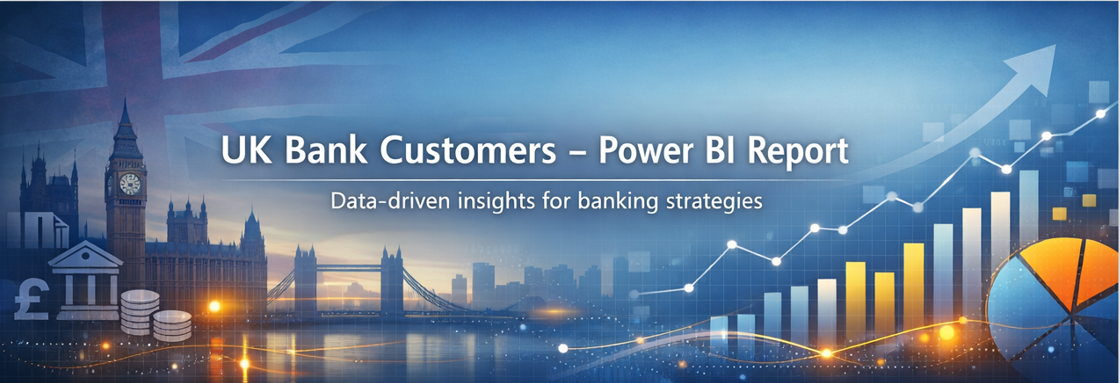 UK Bank Customers – Power BI Report
Data-driven insights for banking strategies
£